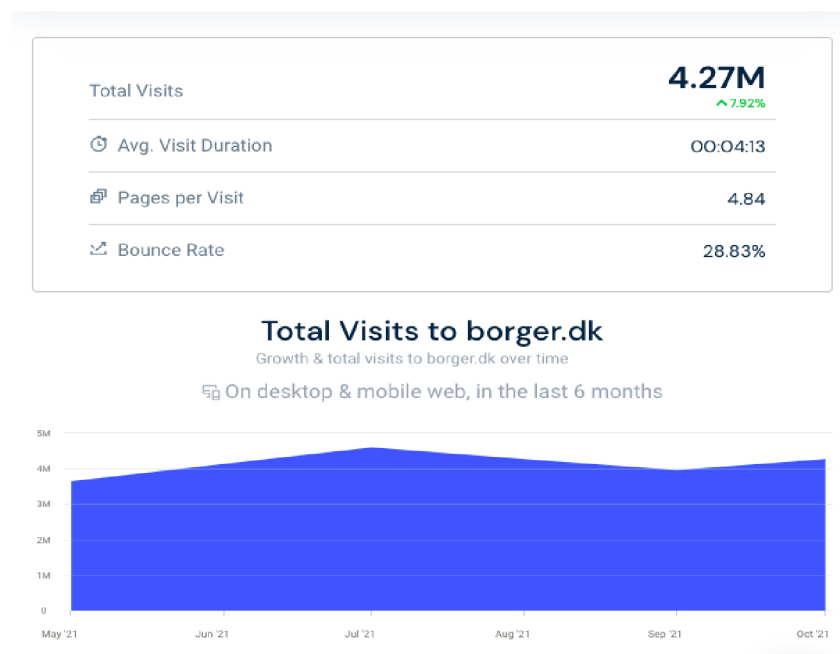 Total Visits 4.27M
7.92%
Avg. Visit Duration 00:04:13
Pages per Visit 4.84
Bounce Rate 28.83%
Total Visits to borger.dk
Growth & total visits to borger.dk over time
On desktop & mobile web, in the last 6 months
5M
4M
3M
2M
1M
0
May '21 Jun '21 Jul '21 Aug '21 Sep '21 Oct '21